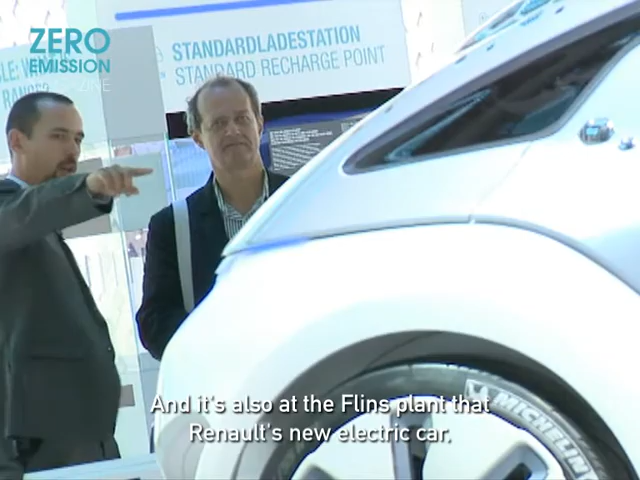 ZERO
EMISSION
ZINE
STANDARDLADESTATION
STANDARD RECHARGE POINT
MICHELIN
And it's also at the Flins plant that
Renault's new electric car,